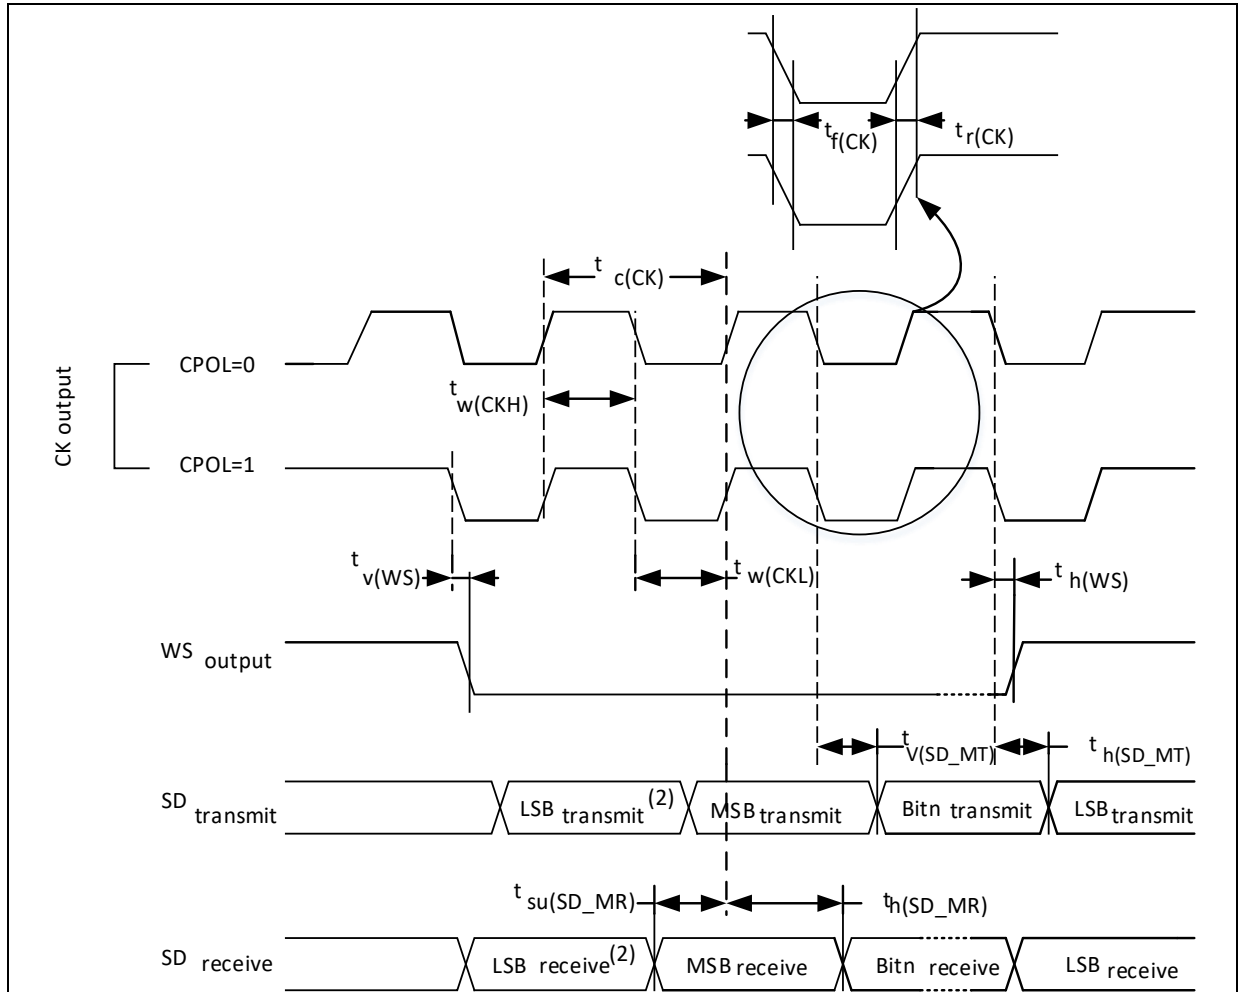 t f(CK) t r(CK)
t c(CK)
CK output
CPOL=0
t w(CKH)
CPOL=1
t v(WS) t w(CKL) t h(WS)
WS output
t V(SD_MT) t h(SD_MT)
SD transmit LSB transmit(2) MSB transmit Bitn transmit LSB transmit
t su(SD_MR) th(SD_MR)
SD receive LSB receive(2) MSB receive Bitn receive LSB receive